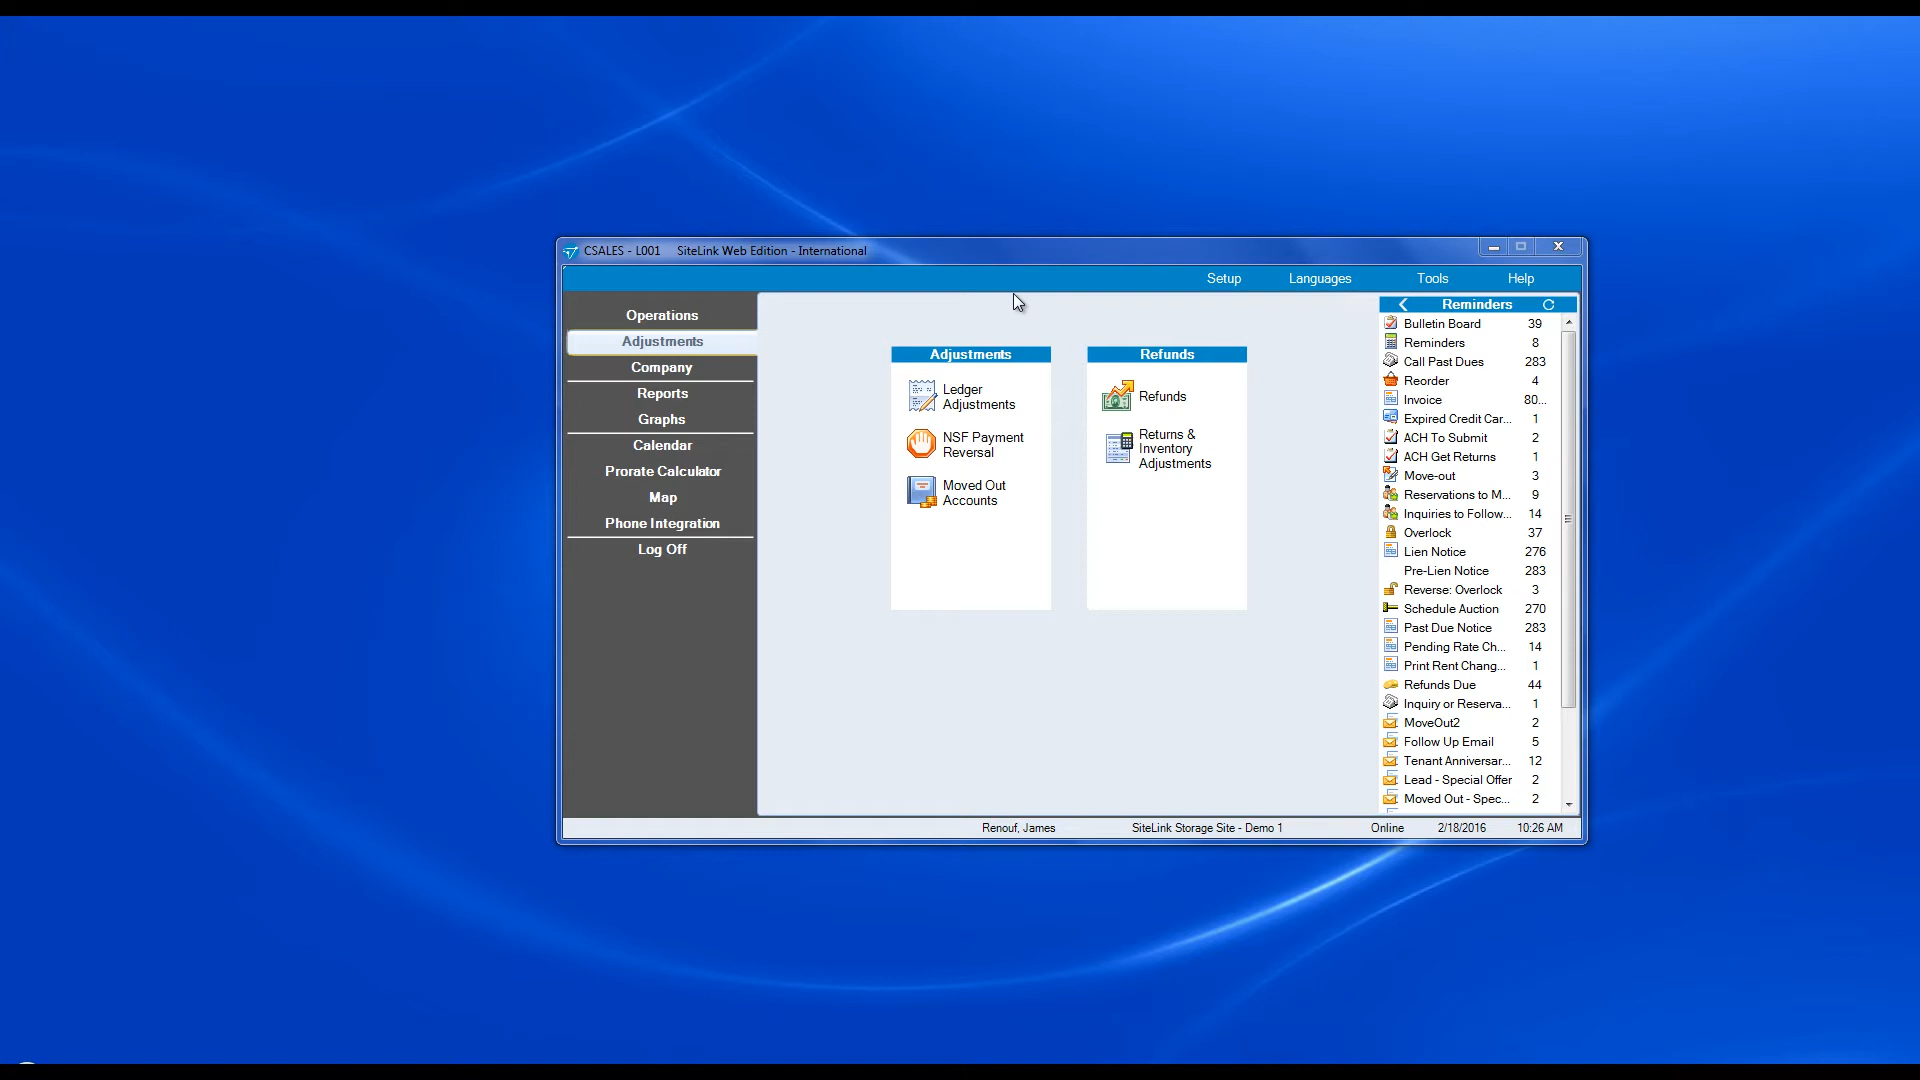 CSALES - L001 SiteLink Web Edition - International
Setup Languages Tools Help
Operations
Adjustments
Company
Reports
Graphs
Calendar
Prorate Calculator
Map
Phone Integration
Log Off
Adjustments
Ledger
Adjustments
NSF Payment
Reversal
Moved Out
Accounts
Refunds
Refunds
Returns &
Inventory
Adjustments
Reminders
Bulletin Board 39
Reminders 8
Call Past Dues 283
Reorder 4
Invoice 80...
Expired Credit Car... 1
ACH To Submit 2
ACH Get Returns 1
Move-out 3
Reservations to M... 9
Inquiries to Follow... 14
Overlock 37
Lien Notice 276
Pre-Lien Notice 283
Reverse: Overlock 3
Schedule Auction 270
Past Due Notice 283
Pending Rate Ch... 14
Print Rent Chang... 1
Refunds Due 44
Inquiry or Reserva... 1
MoveOut2 2
Follow Up Email 5
Tenant Anniversar... 12
Lead - Special Offer 2
Moved Out - Spec... 2
Renouf, James SiteLink Storage Site - Demo 1 Online 2/18/2016 10:26 AM